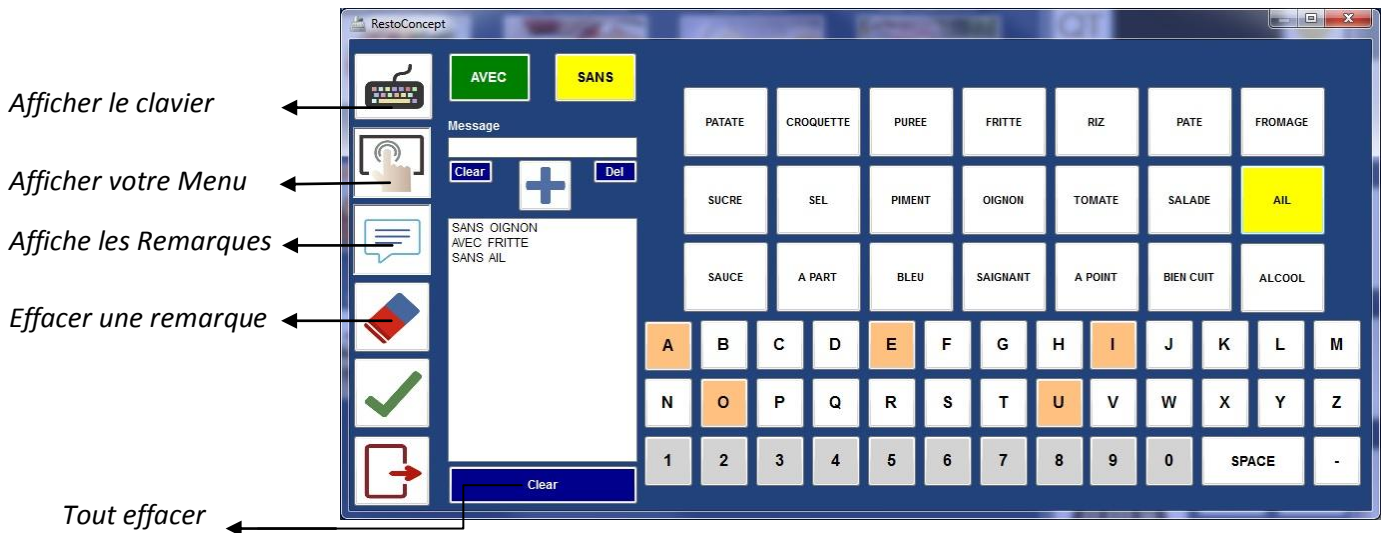 RestoConcept
AVEC SANS
Afficher le clavier
PATATE CROQUETTE PUREE FRITTE RIZ PATE FROMAGE
Message
Clear Del
Afficher votre Menu
SUCRE SEL PIMENT OIGNON TOMATE SALADE AIL
SANS OIGNON
AVEC FRITTE
SANS AIL
Affiche les Remarques
SAUCE A PART BLEU SAIGNANT A POINT BIEN CUIT ALCOOL
Effacer une remarque
A B C D E F G H I J K L M
N O P Q R S T U V W X Y Z
1 2 3 4 5 6 7 8 9 0 SPACE -
Clear
Tout effacer